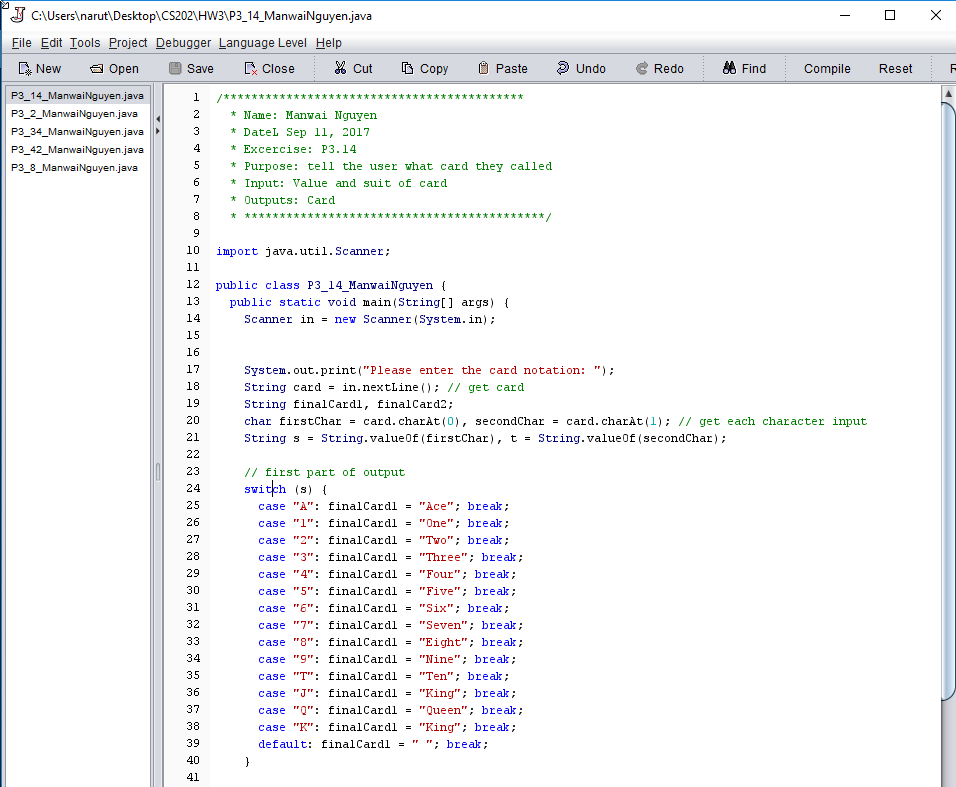 C:\Users\narut\Desktop\CS202\HW3\P3_14_ManwaiNguyen.java
File Edit Tools Project Debugger Language Level Help
New Open Save Close Cut Copy Paste Undo Redo Find Compile Reset R
P3_14_ManwaiNguyen.java
P3_2_ManwaiNguyen.java
P3_34_ManwaiNguyen.java
P3_42_ManwaiNguyen.java
P3_8_ManwaiNguyen.java
1 /*******************************************
2 * Name: Manwai Nguyen
3 * DateL Sep 11, 2017
4 * Excercise: P3.14
5 * Purpose: tell the user what card they called
6 * Input: Value and suit of card
7 * Outputs: Card
8 * *******************************************/
9
10 import java.util.Scanner;
11
12 public class P3_14_ManwaiNguyen {
13 public static void main(String[] args) {
14 Scanner in = new Scanner(System.in);
15
16
17 System.out.print("Please enter the card notation: ");
18 String card = in.nextLine(); // get card
19 String finalCard1, finalCard2;
20 char firstChar = card.charAt(0), secondChar = card.charAt(1); // get each character input
21 String s = String.valueOf(firstChar), t = String.valueOf(secondChar);
22
23 // first part of output
24 switch (s) {
25 case "A": finalCard1 = "Ace"; break;
26 case "1": finalCard1 = "One"; break;
27 case "2": finalCard1 = "Two"; break;
28 case "3": finalCard1 = "Three"; break;
29 case "4": finalCard1 = "Four"; break;
30 case "5": finalCard1 = "Five"; break;
31 case "6": finalCard1 = "Six"; break;
32 case "7": finalCard1 = "Seven"; break;
33 case "8": finalCard1 = "Eight"; break;
34 case "9": finalCard1 = "Nine"; break;
35 case "T": finalCard1 = "Ten"; break;
36 case "J": finalCard1 = "King"; break;
37 case "Q": finalCard1 = "Queen"; break;
38 case "K": finalCard1 = "King"; break;
39 default: finalCard1 = " "; break;
40 }
41